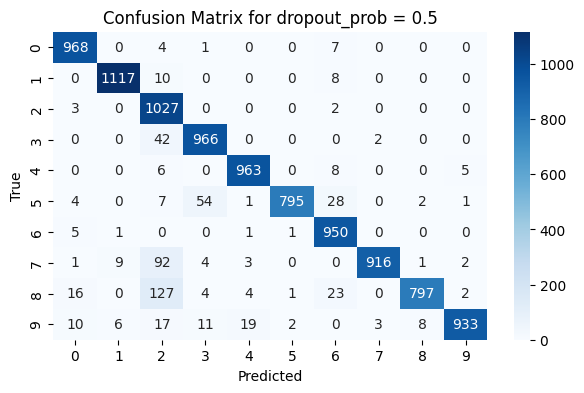 Confusion Matrix for dropout_prob = 0.5
0 968 0 4 1 0 0 7 0 0 0
1 0 1117 10 0 0 0 8 0 0 0
2 3 0 1027 0 0 0 2 0 0 0
3 0 0 42 966 0 0 0 2 0 0
4 0 0 6 0 963 0 8 0 0 5
5 4 0 7 54 1 795 28 0 2 1
6 5 1 0 0 1 1 950 0 0 0
7 1 9 92 4 3 0 0 916 1 2
8 16 0 127 4 4 1 23 0 797 2
9 10 6 17 11 19 2 0 3 8 933
0 1 2 3 4 5 6 7 8 9
True
Predicted
1000
800
600
400
200
0